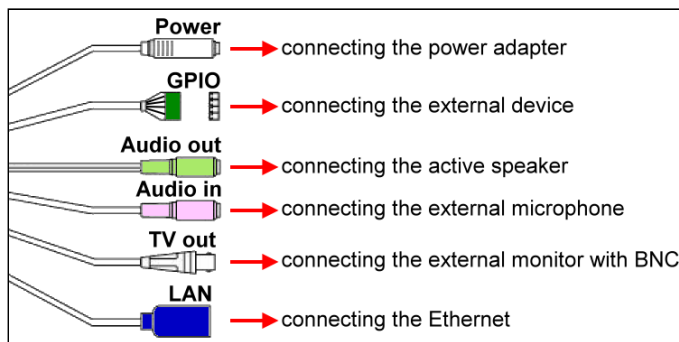 Power
connecting the power adapter
GPIO
connecting the external device
Audio out
connecting the active speaker
Audio in
connecting the external microphone
TV out
connecting the external monitor with BNC
LAN
connecting the Ethernet